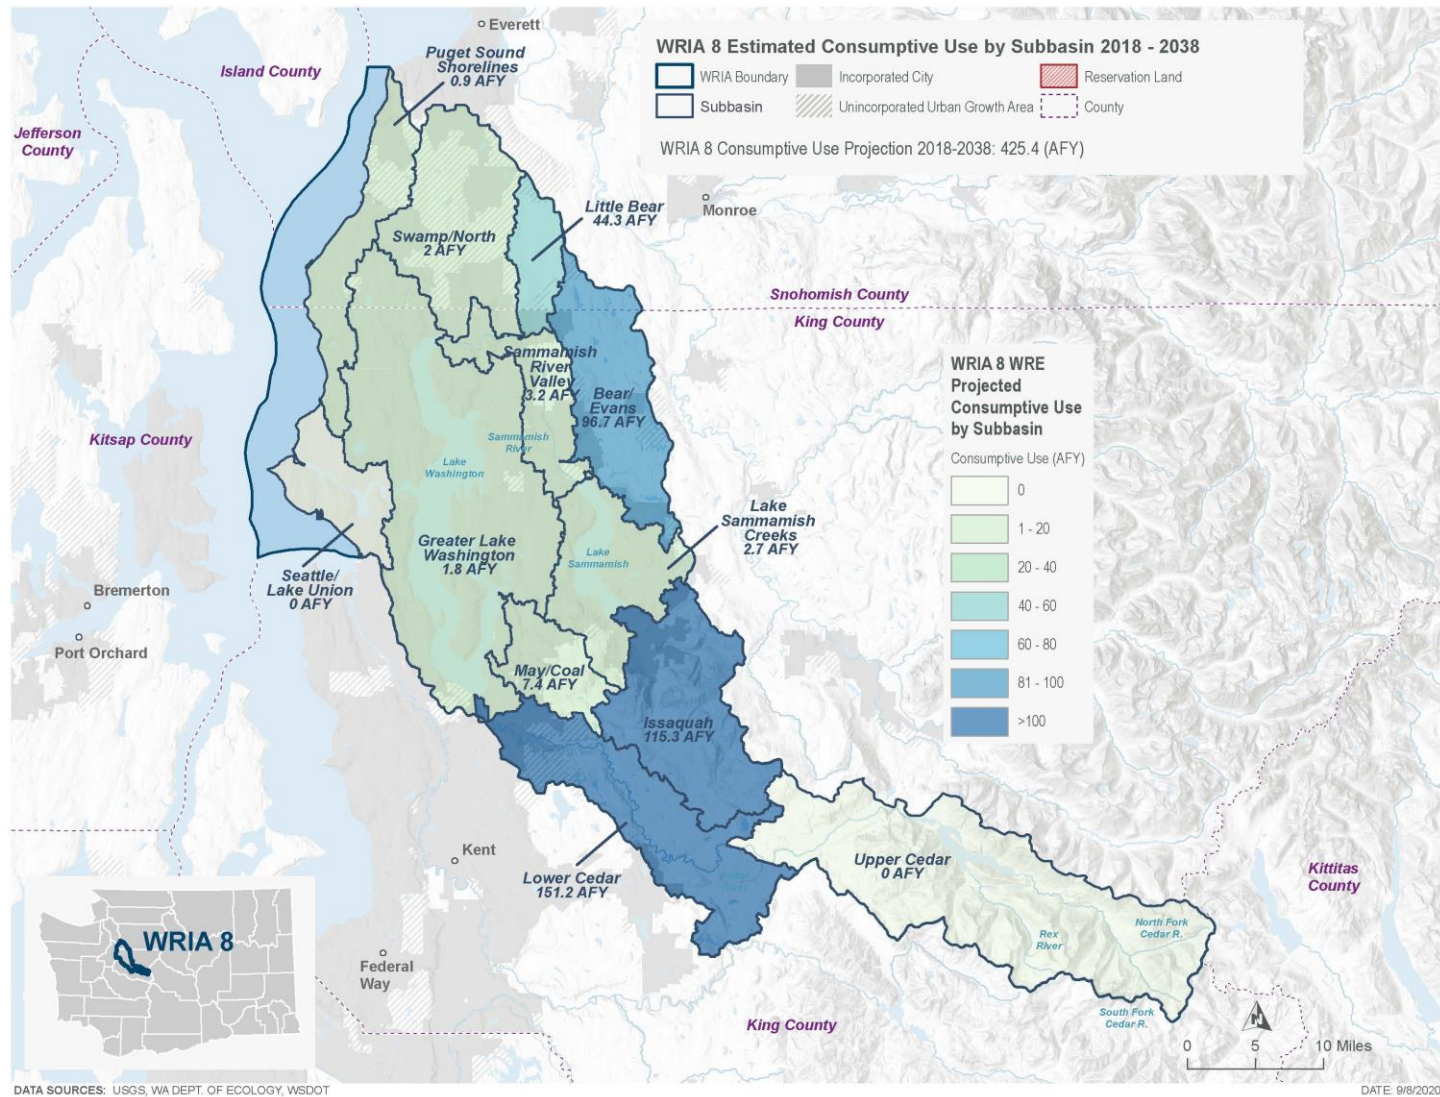 WRIA 8 Estimated Consumptive Use by Subbasin 2018 - 2038
WRIA Boundary
Incorporated City
Reservation Land
Subbasin
Unincorporated Urban Growth Area
County
WRIA 8 Consumptive Use Projection 2018-2038: 425.4 (AFY)
Everett
Puget Sound
Shorelines
0.9 AFY
Island County
Jefferson
County
Little Bear
44.3 AFY
Monroe
Swamp/North
2 AFY
Snohomish County
King County
Sammamish
River
Valley
3.2 AFY
Bear/
Evans
96.7 AFY
Kitsap County
Sammamish
River
Lake
Washington
Lake
Sammamish
Creeks
2.7 AFY
Greater Lake
Washington
1.8 AFY
Lake
Sammamish
Seattle/
Lake Union
0 AFY
Bremerton
Port Orchard
May/Coal
7.4 AFY
Issaquah
115.3 AFY
WRIA 8 WRE
Projected
Consumptive Use
by Subbasin
Consumptive Use (AFY)
0
1 - 20
20 - 40
40 - 60
60 - 80
81 - 100
>100
Kent
Lower Cedar
151.2 AFY
Cedar
River
Upper Cedar
0 AFY
Kittitas
County
North Fork
Cedar R.
Rex
River
South Fork
Cedar R.
Federal
Way
King County
WRIA 8
N
0 5 10 Miles
DATA SOURCES: USGS, WA DEPT. OF ECOLOGY, WSDOT
DATE: 9/8/2020